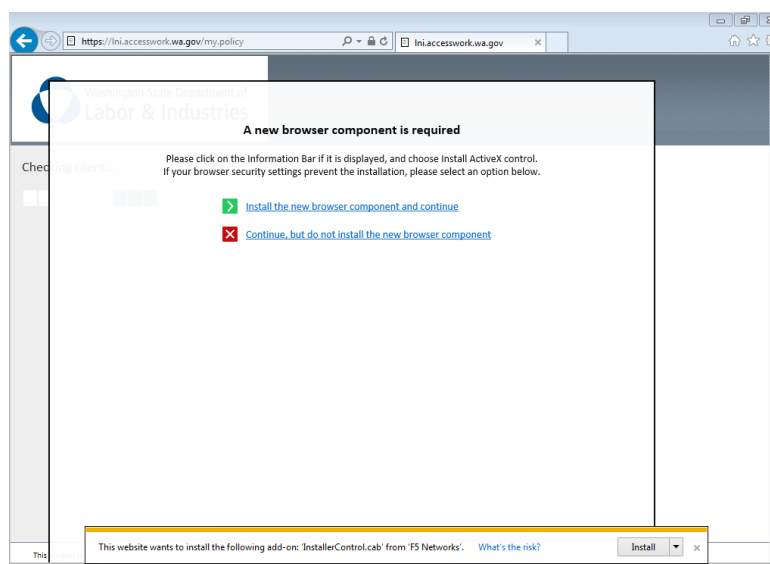 https://lni.accesswork.wa.gov/my.policy
lni.accesswork.wa.gov
Washington State Department of
Labor & Industries
A new browser component is required
Please click on the Information Bar if it is displayed, and choose Install ActiveX control.
If your browser security settings prevent the installation, please select an option below.
Checking client...
Install the new browser component and continue
Continue, but do not install the new browser component
This website wants to install the following add-on: 'InstallerControl.cab' from 'F5 Networks'. What's the risk? Install
This